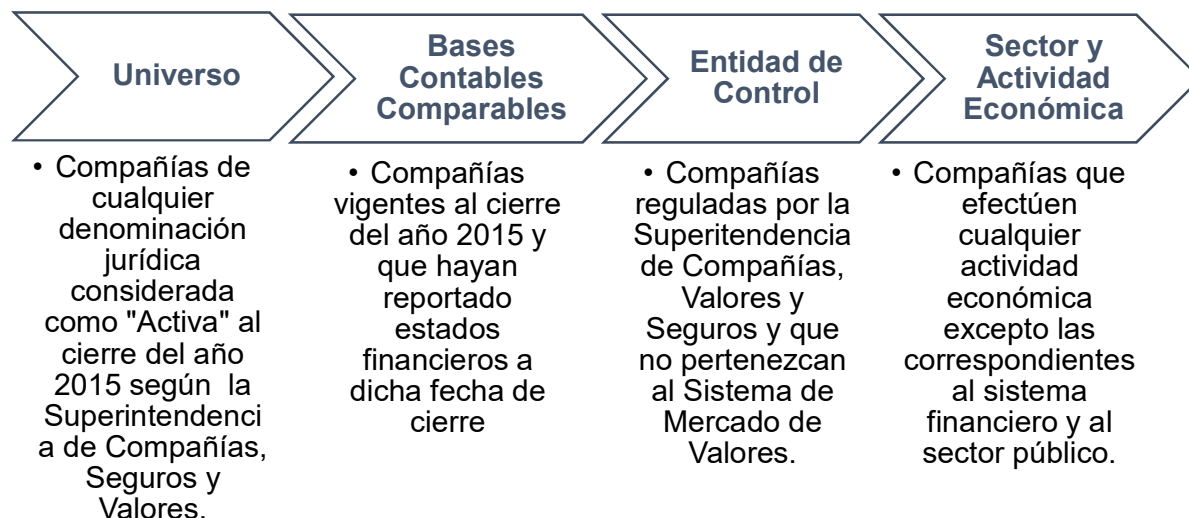 Universo
• Compañías de
cualquier
denominación
jurídica
considerada
como "Activa" al
cierre del año
2015 según la
Superintendenci
a de Compañías,
Seguros y
Valores.
Bases
Contables
Comparables
• Compañías
vigentes al cierre
del año 2015 y
que hayan
reportado
estados
financieros a
dicha fecha de
cierre
Entidad de
Control
• Compañías
reguladas por la
Superitendencia
de Compañías,
Valores y
Seguros y que
no pertenezcan
al Sistema de
Mercado de
Valores.
Sector y
Actividad
Económica
• Compañías que
efectúen
cualquier
actividad
económica
excepto las
correspondientes
al sistema
financiero y al
sector público.